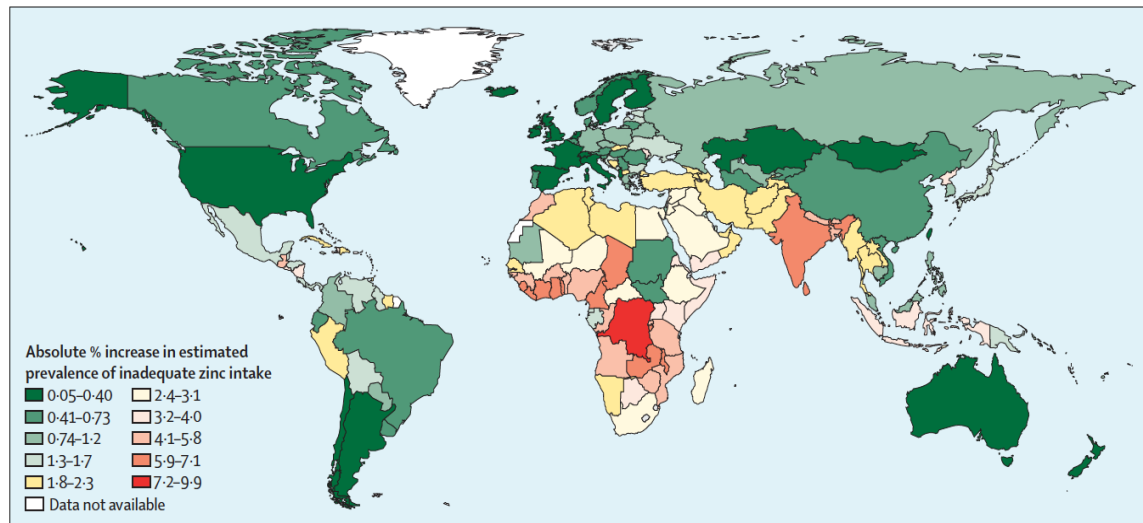 Absolute % increase in estimated
prevalence of inadequate zinc intake
0·05–0·40 2·4–3·1
0·41–0·73 3·2–4·0
0·74–1·2 4·1–5·8
1·3–1·7 5·9–7·1
1·8–2·3 7·2–9·9
Data not available